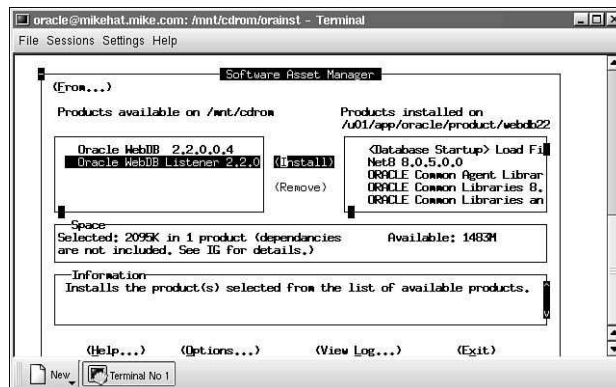 oracle@mikehat.mike.com: /mnt/cdrom/orainst - Terminal
File Sessions Settings Help
Software Asset Manager
(From...)
Products available on /mnt/cdrom
Products installed on
/u01/app/oracle/product/webdb22
Oracle WebDB 2.2.0.0.4
Oracle WebDB Listener 2.2.0
(Install)
(Remove)
<Database Startup> Load Fi
Net8 8.0.5.0.0
ORACLE Common Agent Librar
ORACLE Common Libraries 8.
ORACLE Common Libraries an
Space
Selected: 2095K in 1 product (dependancies Available: 1483M
are not included. See IG for details.)
Information
Installs the product(s) selected from the list of available products.
(Help...) (Options...) (View Log...) (Exit)
New Terminal No 1